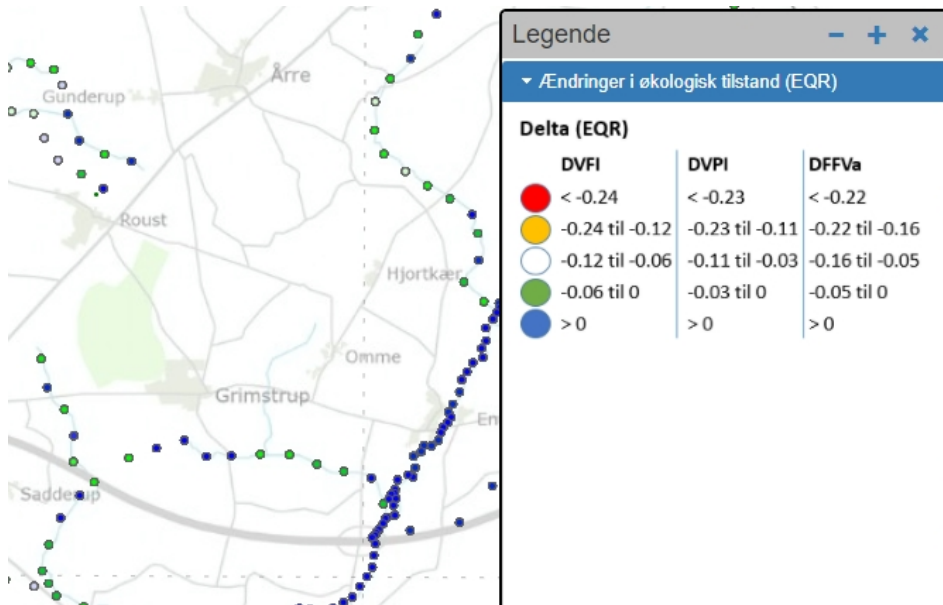 Legende
Ændringer i økologisk tilstand (EQR)
Delta (EQR)
DVFI DVPI DFFVa
< -0.24 < -0.23 < -0.22
-0.24 til -0.12 -0.23 til -0.11 -0.22 til -0.16
-0.12 til -0.06 -0.11 til -0.03 -0.16 til -0.05
-0.06 til 0 -0.03 til 0 -0.05 til 0
> 0 > 0 > 0
Årre
Gunderup
Roust
Hjortkær
Omme
Grimstrup
En
Sadderup